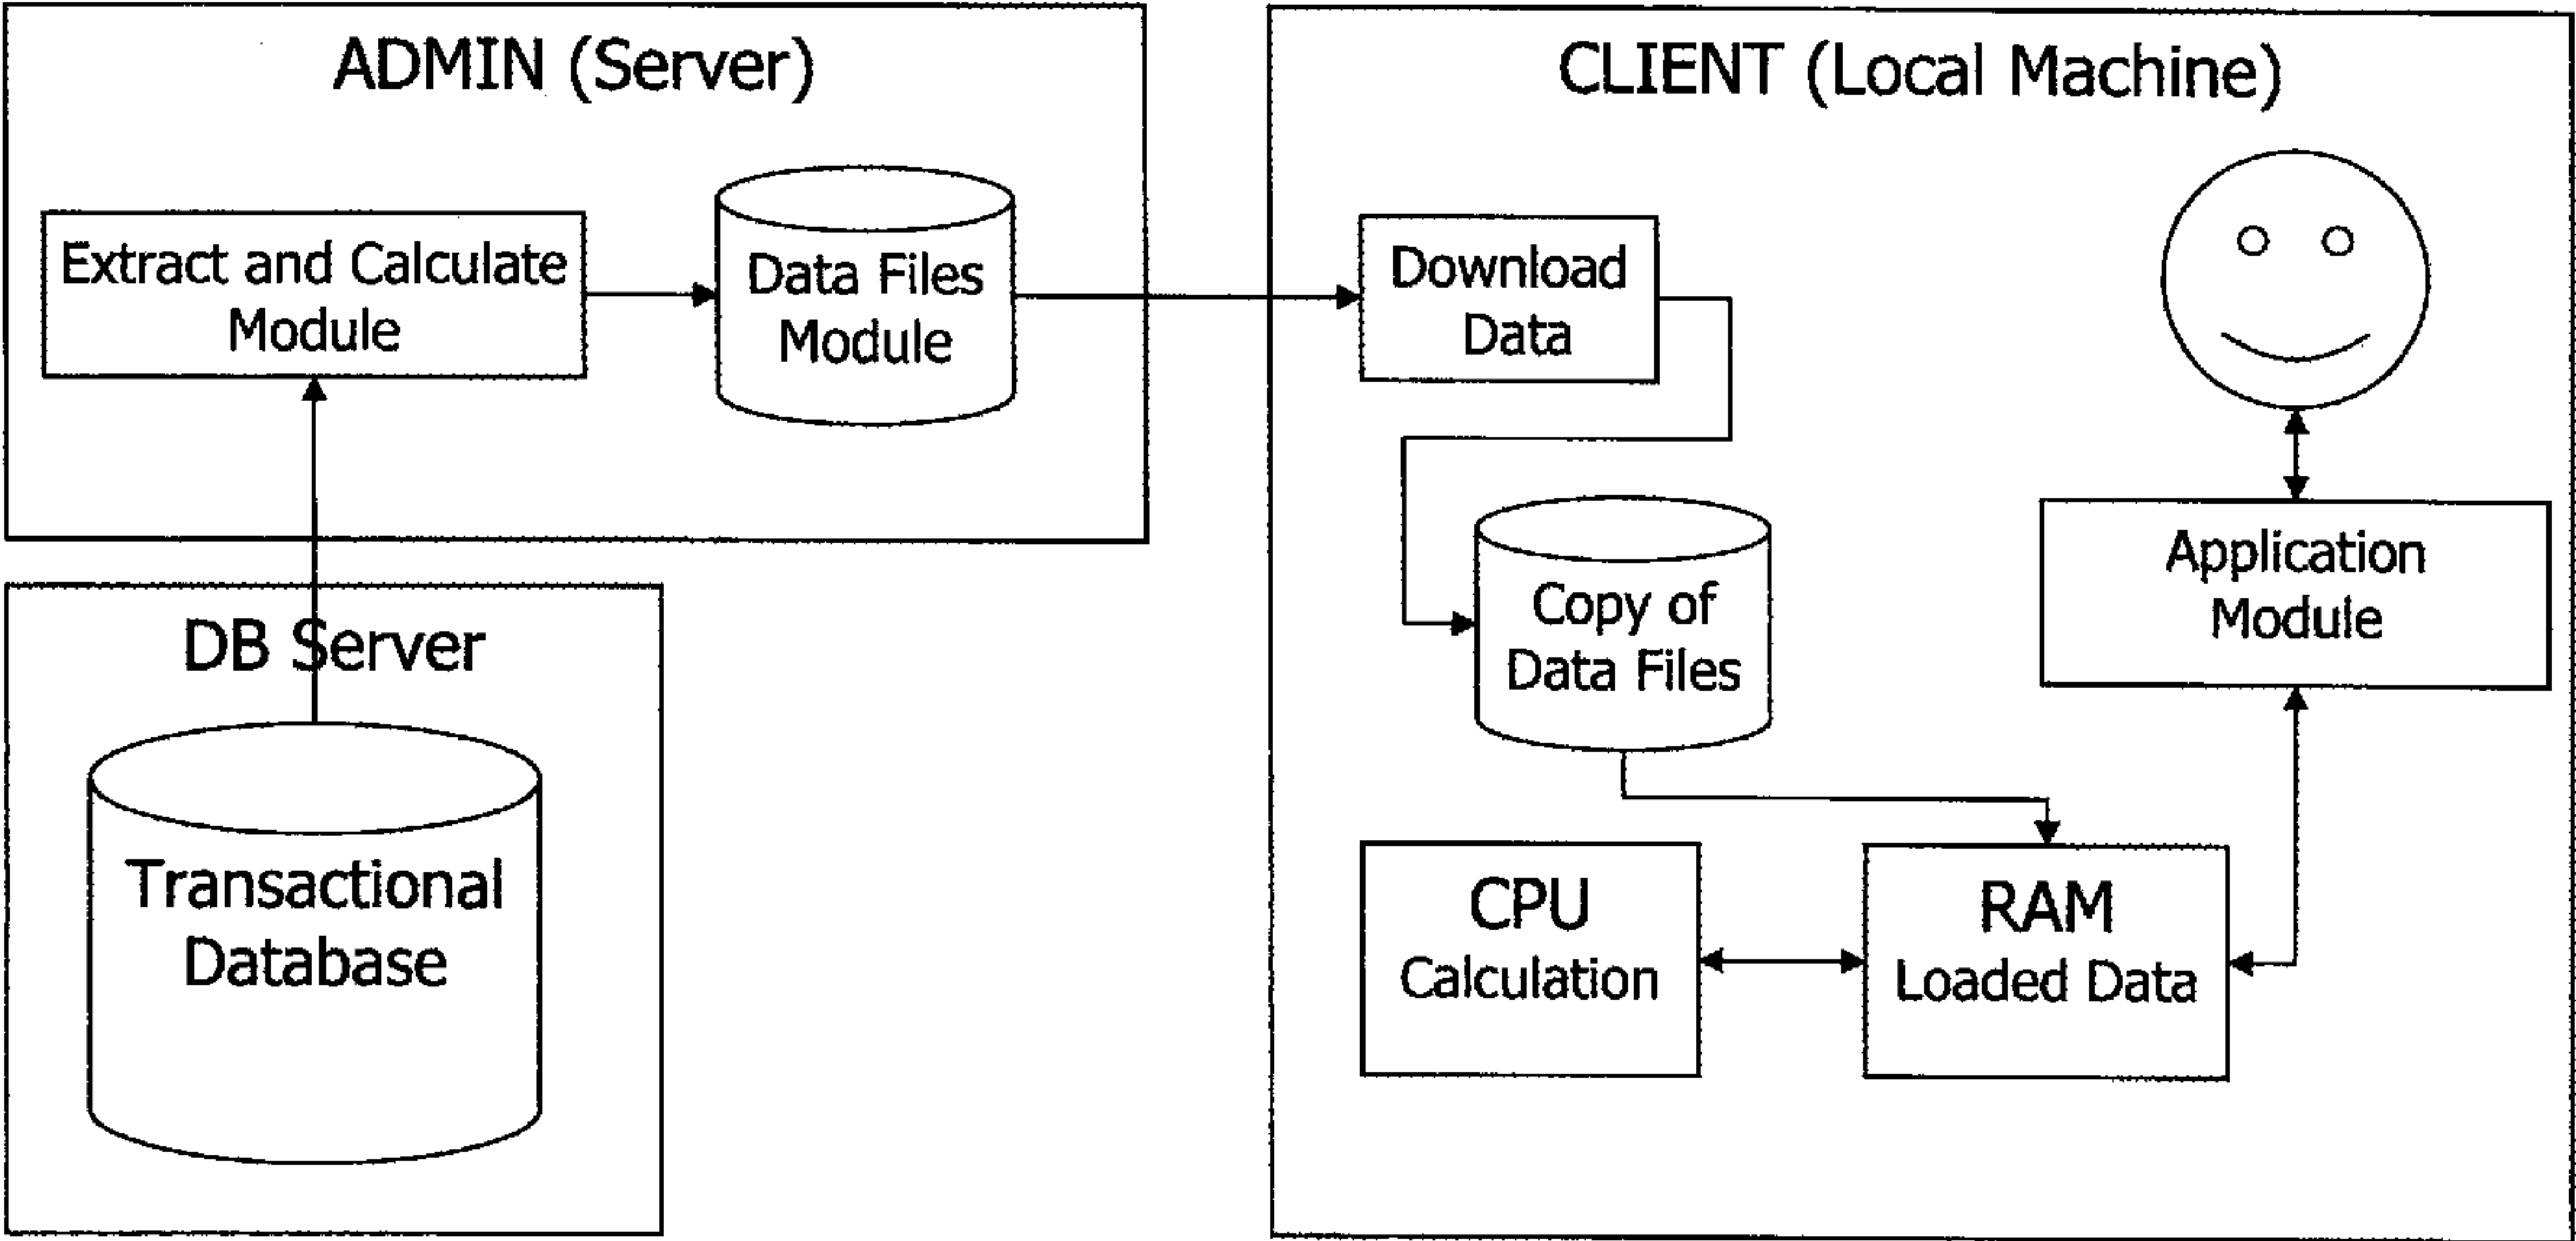 ADMIN (Server)
Extract and Calculate
Module
Data Files
Module
DB Server
Transactional
Database
CLIENT (Local Machine)
Download
Data
Copy of
Data Files
Application
Module
CPU
Calculation
RAM
Loaded Data